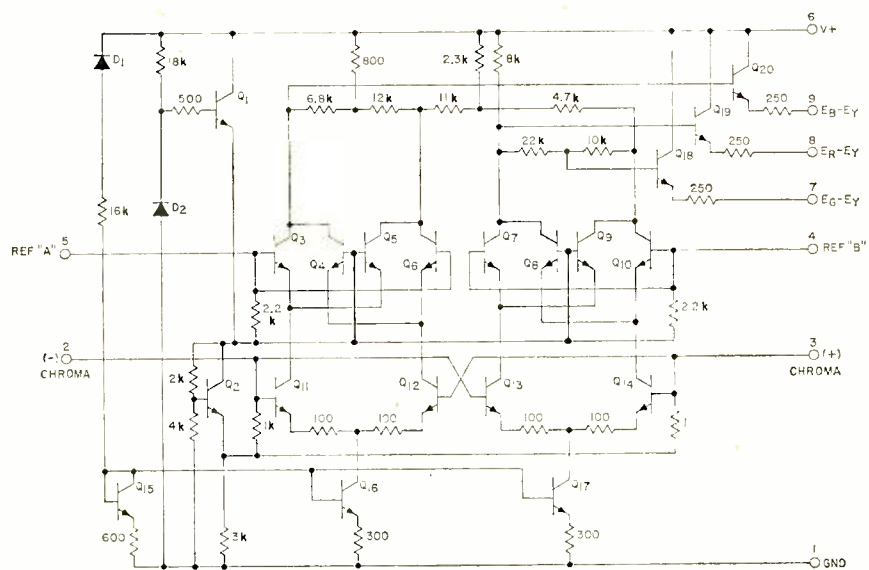 6
V+
D1
18k
800
2.3k
8k
Q20
500
Q1
6.8k
12k
11k
4.7k
Q19
250
9
EB-EY
22k
10k
Q18
250
8
ER-EY
D2
250
7
EG-EY
16k
5
REF "A"
Q3
Q4
Q5
Q6
Q7
Q8
Q9
Q10
4
REF "B"
2.2
k
2.2k
(-) 2
CHROMA
3 (+)
CHROMA
2k
Q2
Q11
Q12
Q13
Q14
4k
1k
100
100
100
100
1
Q15
Q16
Q17
600
3k
300
300
1
GND